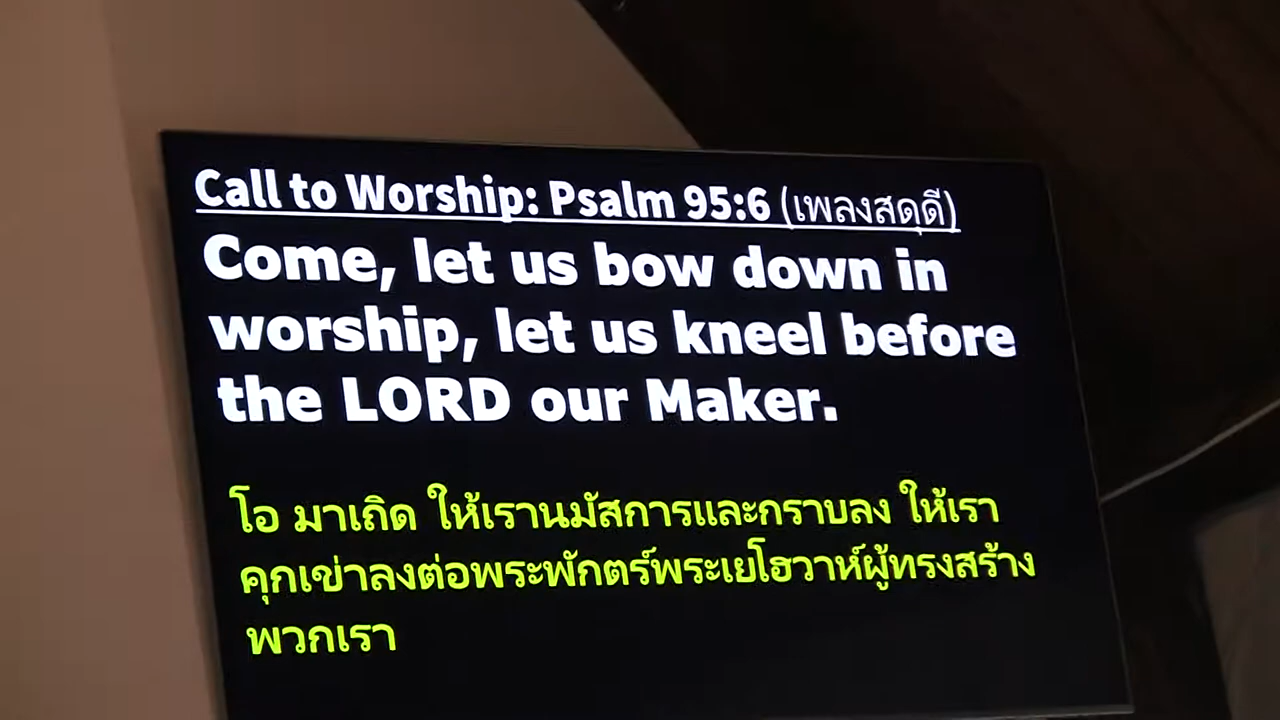 Call to Worship: Psalm 95:6 (เพลงสดุดี)
Come, let us bow down in
worship, let us kneel before
the LORD our Maker.
โอ มาเถิด ให้เรานมัสการและกราบลง ให้เรา
คุกเข่าลงต่อพระพักตร์พระเยโฮวาห์ผู้ทรงสร้าง
พวกเรา